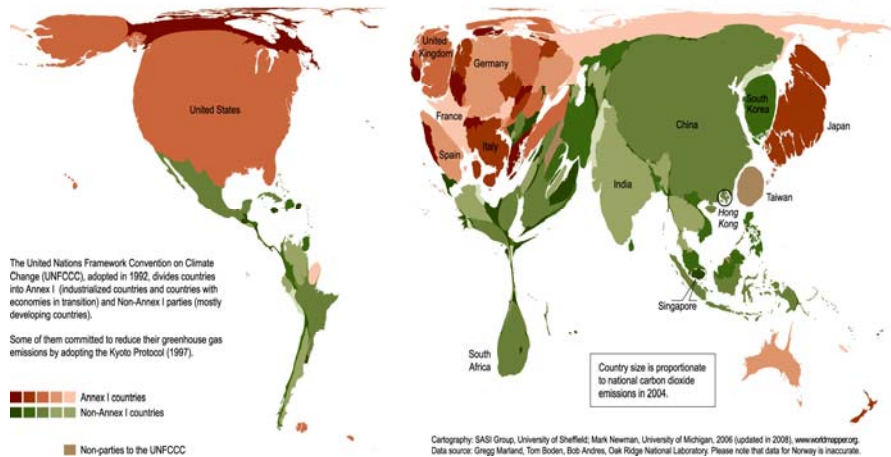 United States
United
Kingdom
Germany
France
Spain
Italy
China
South
Korea
Japan
India
Taiwan
Hong
Kong
Singapore
South
Africa
The United Nations Framework Convention on Climate
Change (UNFCCC), adopted in 1992, divides countries
into Annex I (industrialized countries and countries with
economies in transition) and Non-Annex I parties (mostly
developing countries).
Some of them committed to reduce their greenhouse gas
emissions by adopting the Kyoto Protocol (1997).
Annex I countries
Non-Annex I countries
Non-parties to the UNFCCC
Country size is proportionate
to national carbon dioxide
emissions in 2004.
Cartography: SASI Group, University of Sheffield; Mark Newman, University of Michigan, 2006 (updated in 2008), www.worldmapper.org.
Data source: Gregg Marland, Tom Boden, Bob Andres, Oak Ridge National Laboratory. Please note that data for Norway is inaccurate.